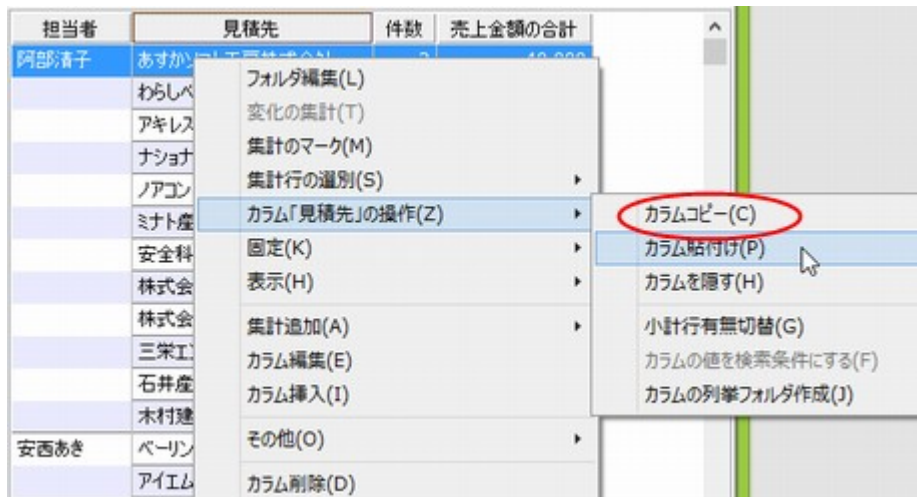 担当者 見積先 件数 売上金額の合計
阿部清子
わらしべ
アキレス
ナショナ
ノアコン
ミナト産
安全科
株式会
株式会
三栄エ
石井産
木村建
安西あき ベーリン
アイエム
フォルダ編集(L)
変化の集計(T)
集計のマーク(M)
集計行の選別(S)
カラム「見積先」の操作(Z)
固定(K)
表示(H)
集計追加(A)
カラム編集(E)
カラム挿入(I)
その他(O)
カラム削除(D)
カラムコピー(C)
カラム貼付け(P)
カラムを隠す(H)
小計行有無切替(G)
カラムの値を検索条件にする(F)
カラムの列挙フォルダ作成(J)